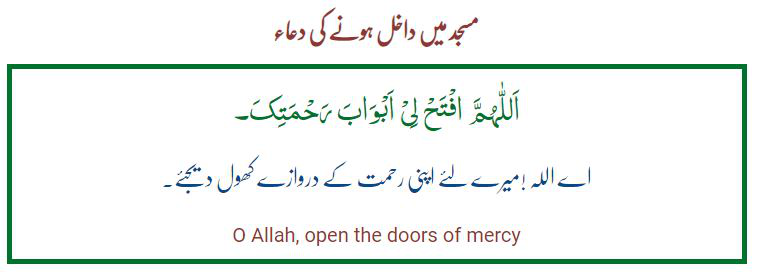 مسجد میں داخل ہونے کی دعاء
اَللّٰهُمَّ افْتَحْ لِیْ اَبْوَابَ رَحْمَتِکَ۔
اے اللہ !میرے لئے اپنی رحمت کے دروازے کھول دیجئے ۔
O Allah, open the doors of mercy